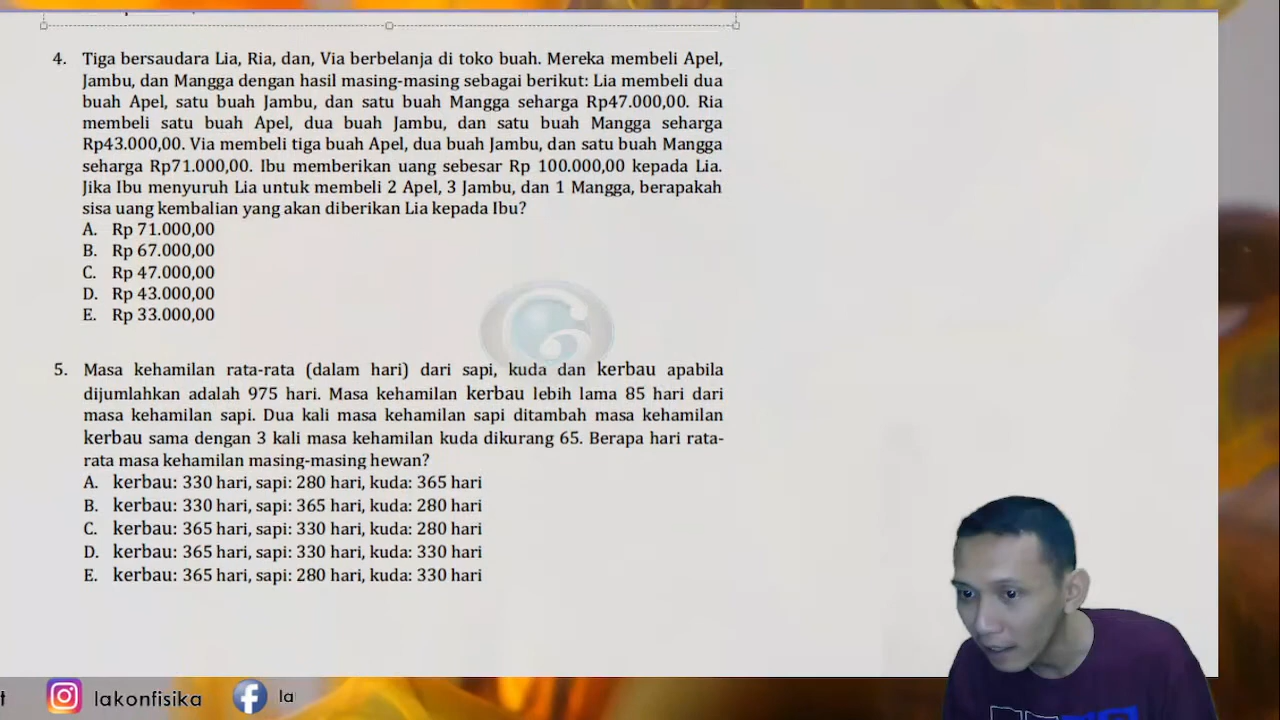 4. Tiga bersaudara Lia, Ria, dan, Via berbelanja di toko buah. Mereka membeli Apel,
Jambu, dan Mangga dengan hasil masing-masing sebagai berikut: Lia membeli dua
buah Apel, satu buah Jambu, dan satu buah Mangga seharga Rp47.000,00. Ria
membeli satu buah Apel, dua buah Jambu, dan satu buah Mangga seharga
Rp43.000,00. Via membeli tiga buah Apel, dua buah Jambu, dan satu buah Mangga
seharga Rp71.000,00. Ibu memberikan uang sebesar Rp 100.000,00 kepada Lia.
Jika Ibu menyuruh Lia untuk membeli 2 Apel, 3 Jambu, dan 1 Mangga, berapakah
sisa uang kembalian yang akan diberikan Lia kepada Ibu?
A. Rp 71.000,00
B. Rp 67.000,00
C. Rp 47.000,00
D. Rp 43.000,00
E. Rp 33.000,00
5. Masa kehamilan rata-rata (dalam hari) dari sapi, kuda dan kerbau apabila
dijumlahkan adalah 975 hari. Masa kehamilan kerbau lebih lama 85 hari dari
masa kehamilan sapi. Dua kali masa kehamilan sapi ditambah masa kehamilan
kerbau sama dengan 3 kali masa kehamilan kuda dikurang 65. Berapa hari rata-
rata masa kehamilan masing-masing hewan?
A. kerbau: 330 hari, sapi: 280 hari, kuda: 365 hari
B. kerbau: 330 hari, sapi: 365 hari, kuda: 280 hari
C. kerbau: 365 hari, sapi: 330 hari, kuda: 280 hari
D. kerbau: 365 hari, sapi: 330 hari, kuda: 330 hari
E. kerbau: 365 hari, sapi: 280 hari, kuda: 330 hari
t lakonfisika la